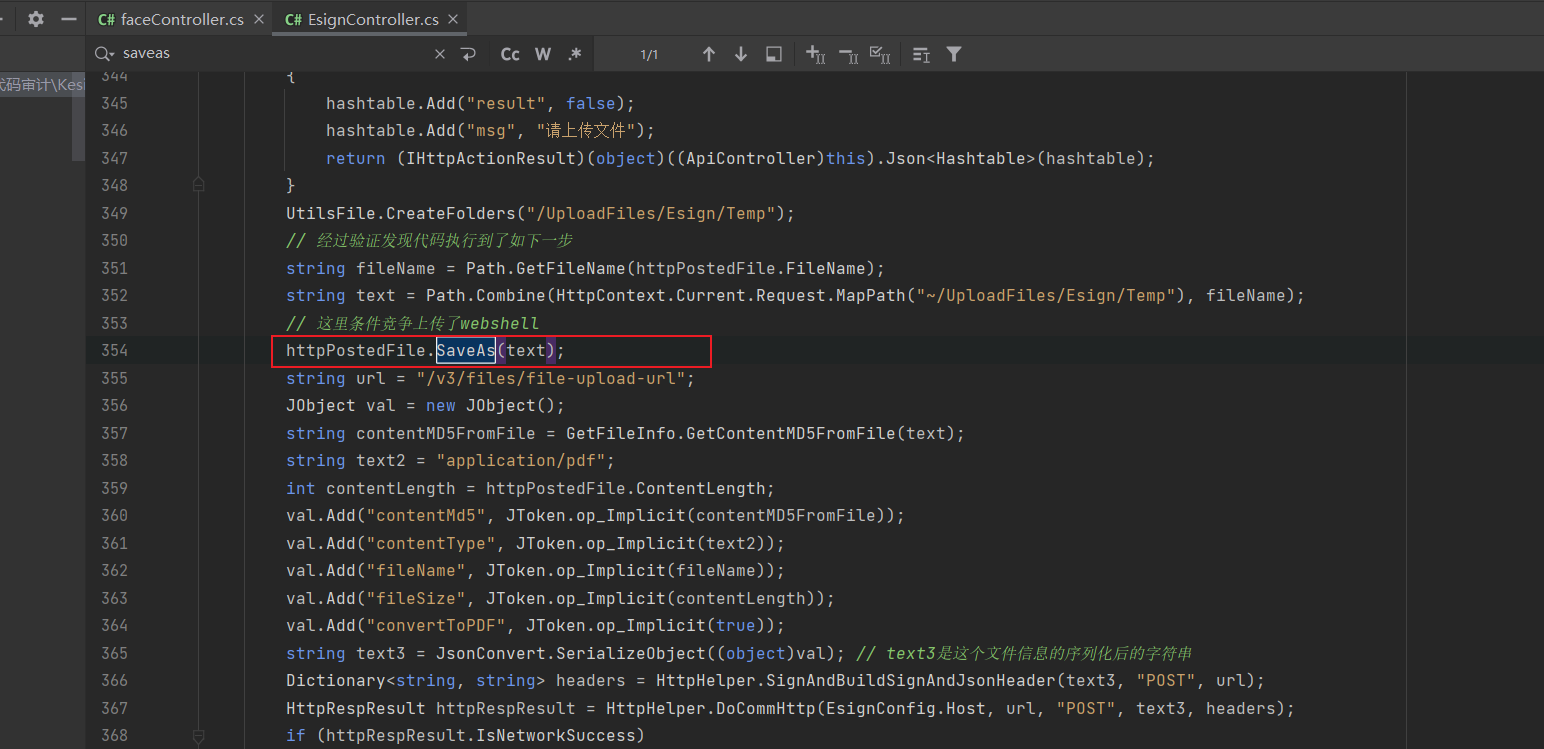 faceController.cs
EsignController.cs
saveas
Cc W .* 1/1
代码审计\Kesi
344 {
345 hashtable.Add("result", false);
346 hashtable.Add("msg", "请上传文件");
347 return (IHttpActionResult)(object)((ApiController)this).Json<Hashtable>(hashtable);
348 }
349 UtilsFile.CreateFolders("/UploadFiles/Esign/Temp");
350 // 经过验证发现代码执行到了如下一步
351 string fileName = Path.GetFileName(httpPostedFile.FileName);
352 string text = Path.Combine(HttpContext.Current.Request.MapPath("~/UploadFiles/Esign/Temp"), fileName);
353 // 这里条件竞争上传了webshell
354 httpPostedFile.SaveAs(text);
355 string url = "/v3/files/file-upload-url";
356 JObject val = new JObject();
357 string contentMD5FromFile = GetFileInfo.GetContentMD5FromFile(text);
358 string text2 = "application/pdf";
359 int contentLength = httpPostedFile.ContentLength;
360 val.Add("contentMd5", JToken.op_Implicit(contentMD5FromFile));
361 val.Add("contentType", JToken.op_Implicit(text2));
362 val.Add("fileName", JToken.op_Implicit(fileName));
363 val.Add("fileSize", JToken.op_Implicit(contentLength));
364 val.Add("convertToPDF", JToken.op_Implicit(true));
365 string text3 = JsonConvert.SerializeObject((object)val); // text3是这个文件信息的序列化后的字符串
366 Dictionary<string, string> headers = HttpHelper.SignAndBuildSignAndJsonHeader(text3, "POST", url);
367 HttpRespResult httpRespResult = HttpHelper.DoCommHttp(EsignConfig.Host, url, "POST", text3, headers);
368 if (httpRespResult.IsNetworkSuccess)